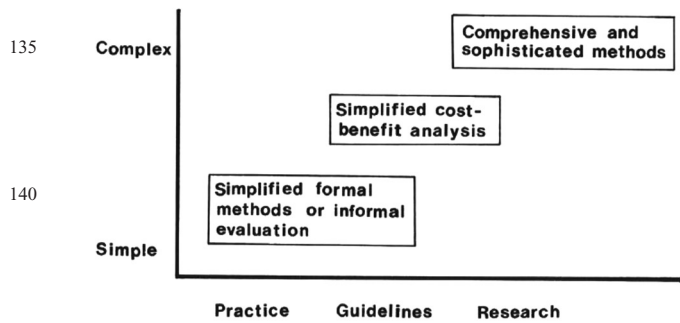 135
Complex
Comprehensive and
sophisticated methods
Simplified cost-
benefit analysis
140
Simplified formal
methods or informal
evaluation
Simple
Practice Guidelines Research